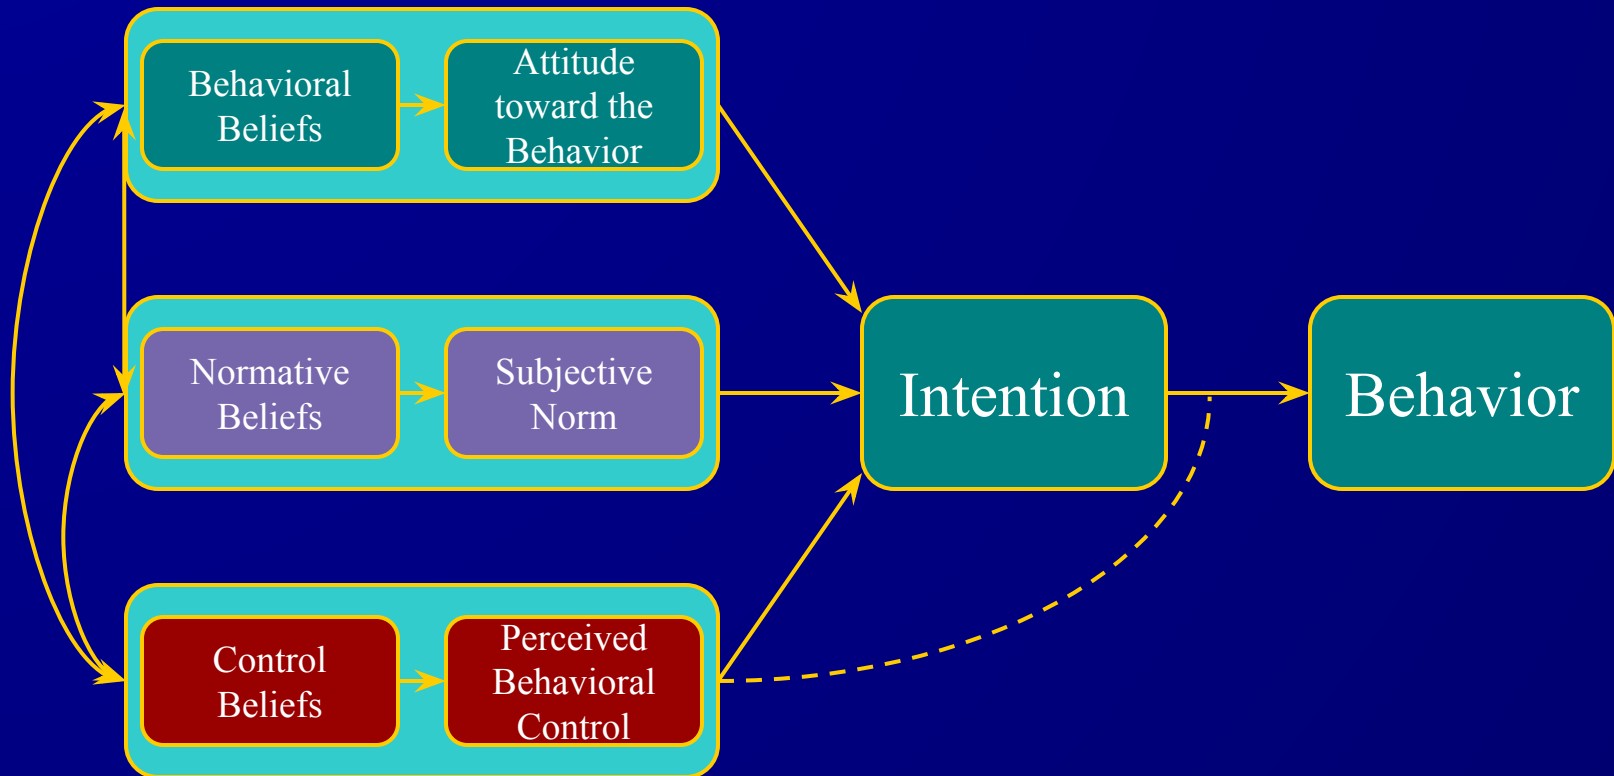 Behavioral
Beliefs
Attitude
toward the
Behavior
Normative
Beliefs
Subjective
Norm
Intention
Behavior
Control
Beliefs
Perceived
Behavioral
Control